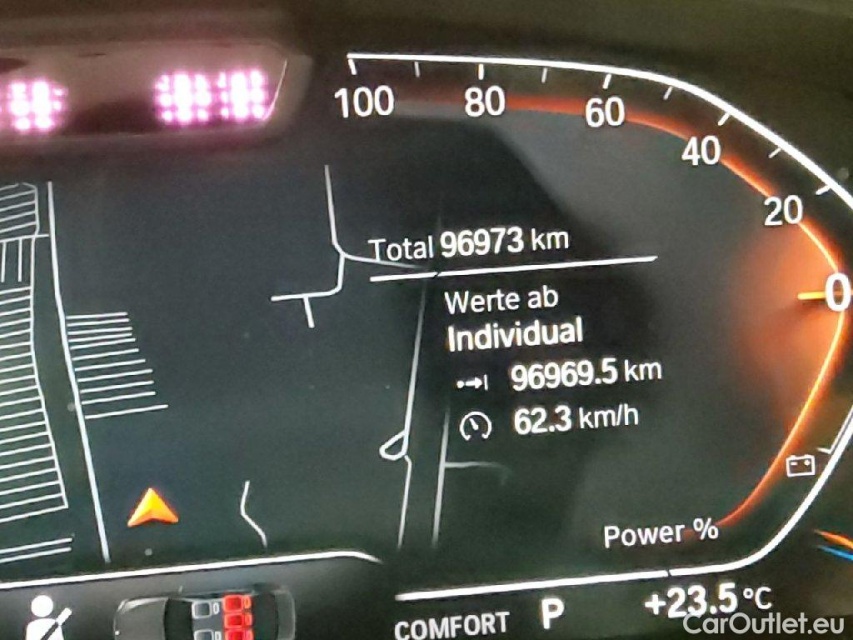 100 80 60 40 20 0
Total 96973 km
Werte ab
Individual
96969.5 km
62.3 km/h
Power %
COMFORT P +23.5°C
CarOutlet.eu